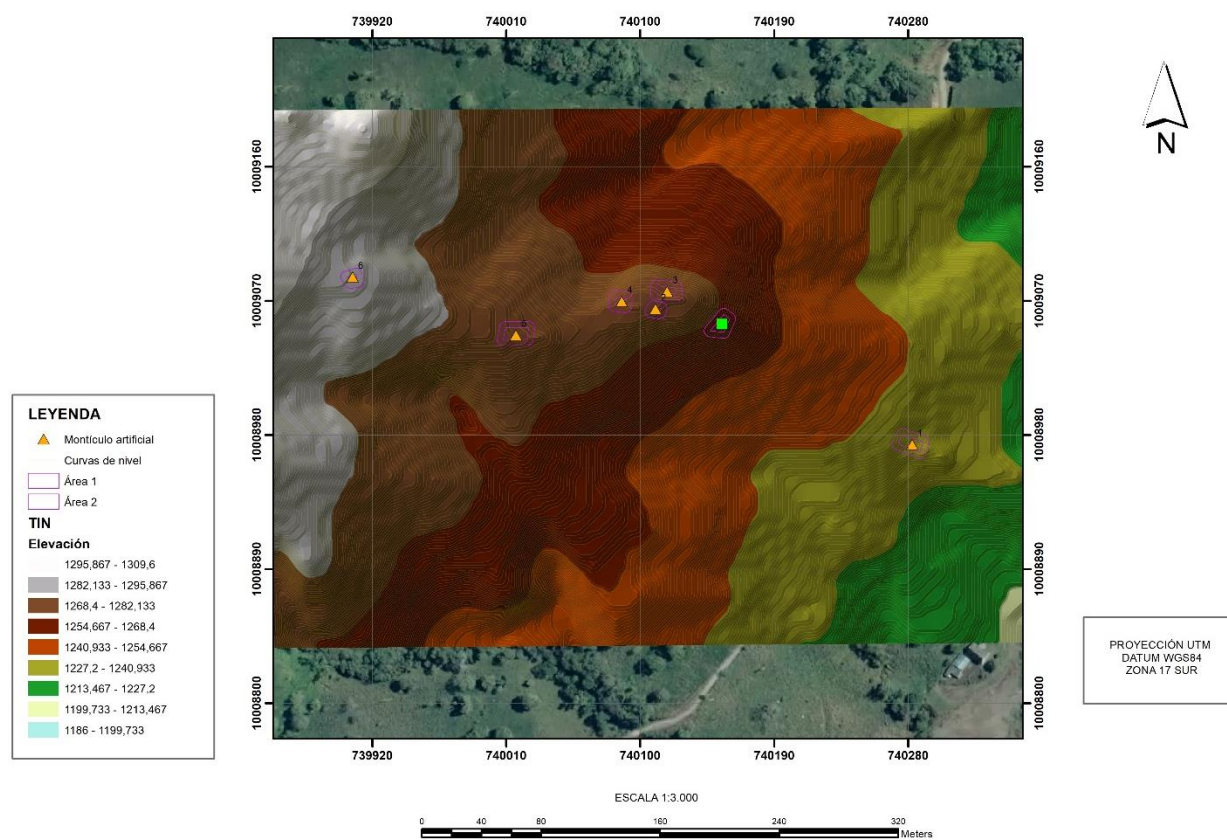 739920 740010 740100 740190 740280
10009160
10009070
10008980
10008890
10008800
10009160
10009070
10008980
10008890
10008800
N
6
3
4
5
1
LEYENDA
Montículo artificial
Curvas de nivel
Área 1
Área 2
TIN
Elevación
1295,867 - 1309,6
1282,133 - 1295,867
1268,4 - 1282,133
1254,667 - 1268,4
1240,933 - 1254,667
1227,2 - 1240,933
1213,467 - 1227,2
1199,733 - 1213,467
1186 - 1199,733
PROYECCIÓN UTM
DATUM WGS84
ZONA 17 SUR
739920 740010 740100 740190 740280
ESCALA 1:3.000
0 40 80 160 240 320
Meters